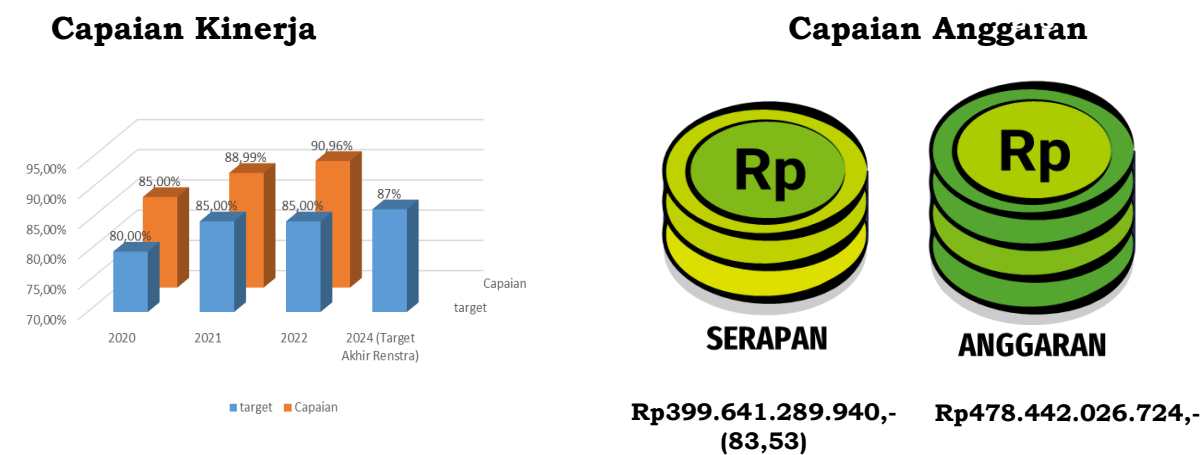 Capaian Kinerja
95,00%
90,00%
85,00%
80,00%
75,00%
70,00%
80,00%
85,00%
85,00%
88,99%
85,00%
90,96%
87%
Capaian
target
2020
2021
2022
2024 (Target
Akhir Renstra)
target
Capaian
Capaian Anggaran
Rp
SERAPAN
Rp399.641.289.940,-
(83,53)
Rp
ANGGARAN
Rp478.442.026.724,-